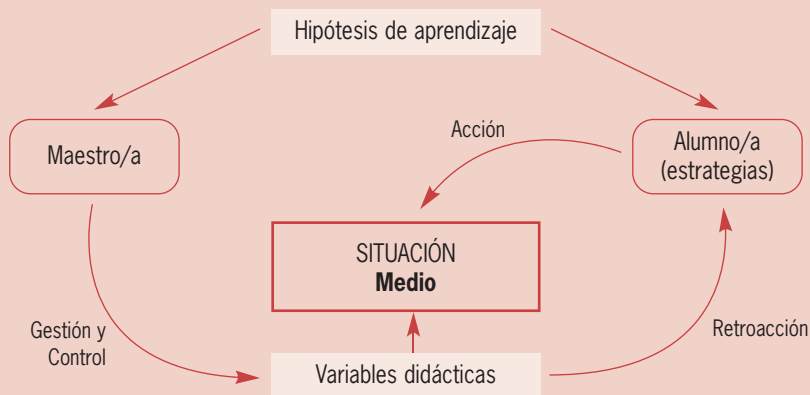 Hipótesis de aprendizaje
Maestro/a
Acción
Alumno/a
(estrategias)
SITUACIÓN
Medio
Gestión y
Control
Retroacción
Variables didácticas